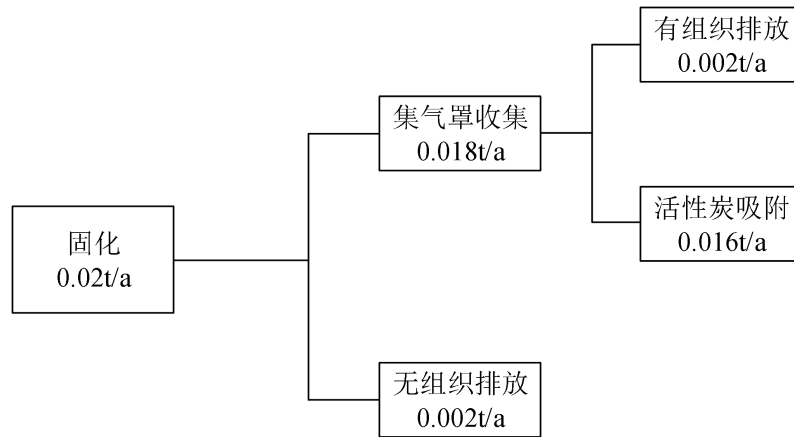 有组织排放
0.002t/a
集气罩收集
0.018t/a
活性炭吸附
0.016t/a
固化
0.02t/a
无组织排放
0.002t/a